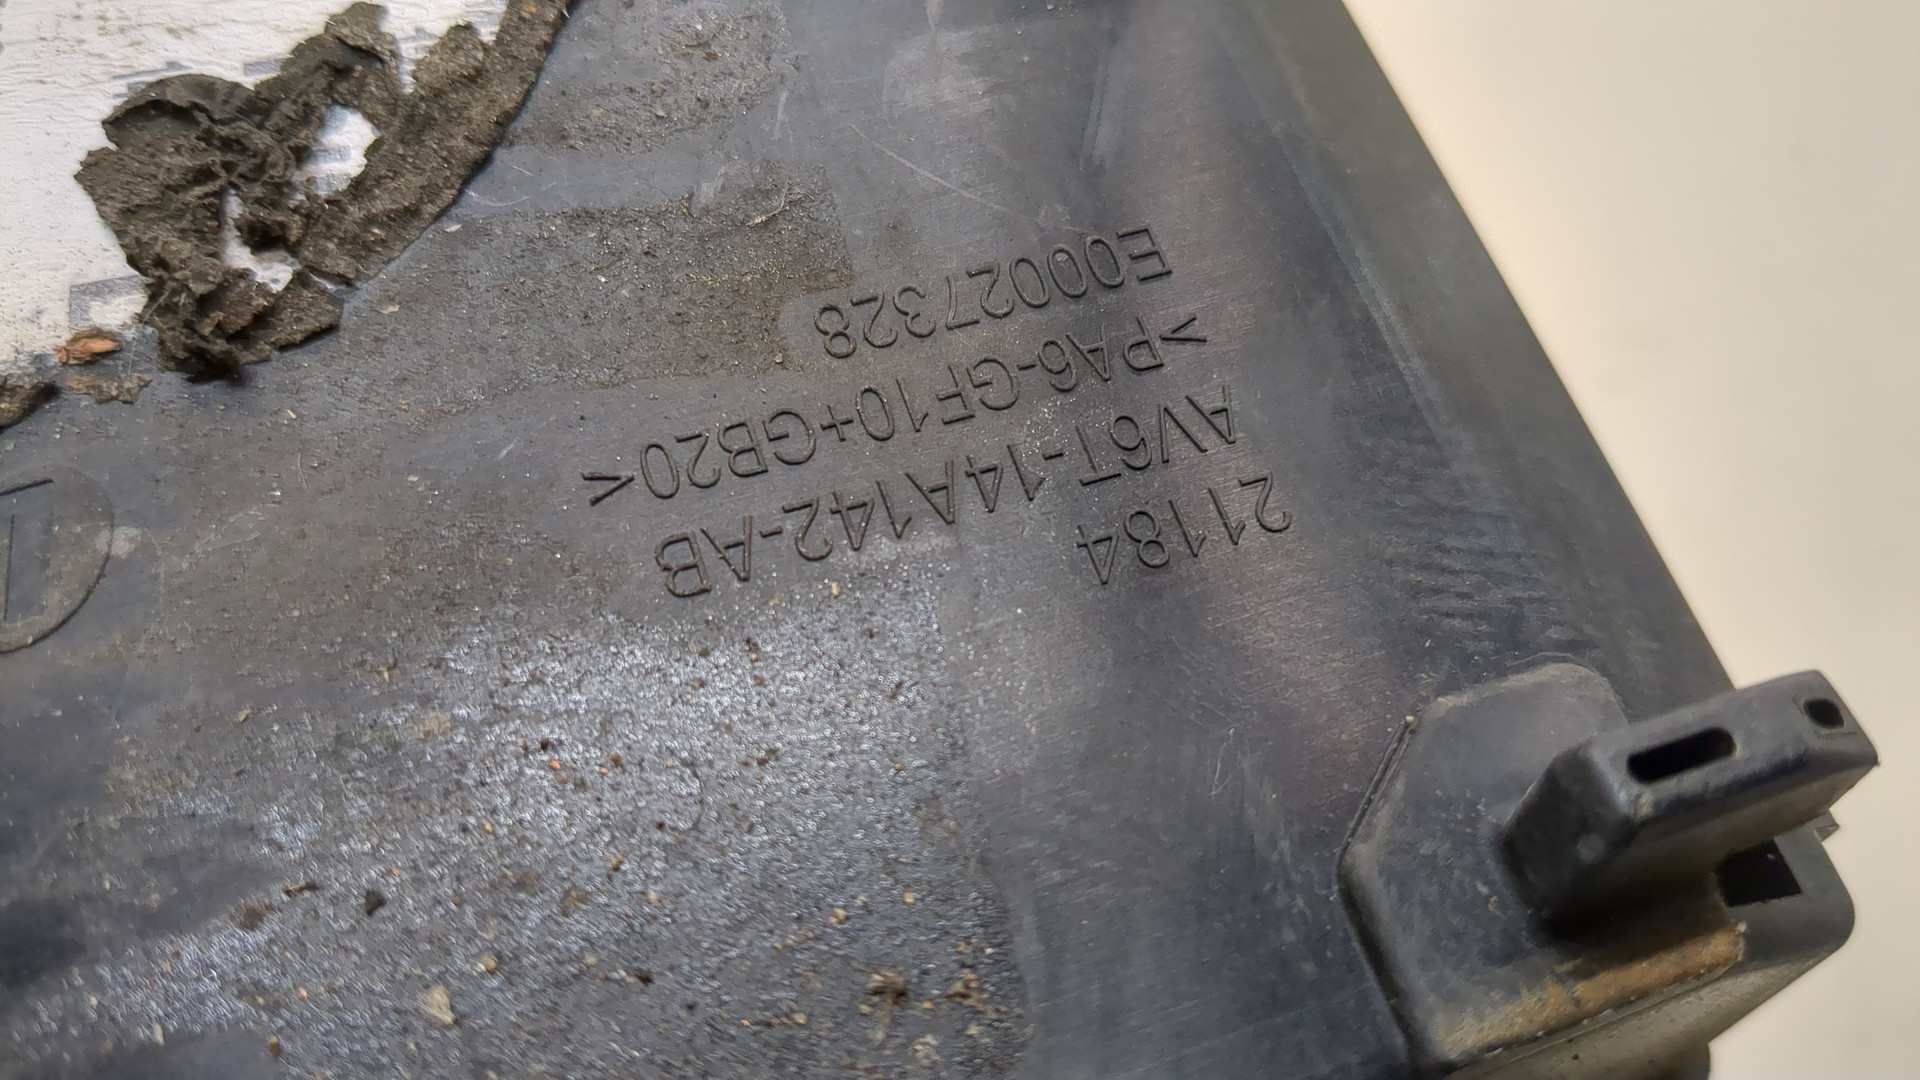 21184
AV6T-14A142-AB
>PA6-GF10+GB20<
E00027328